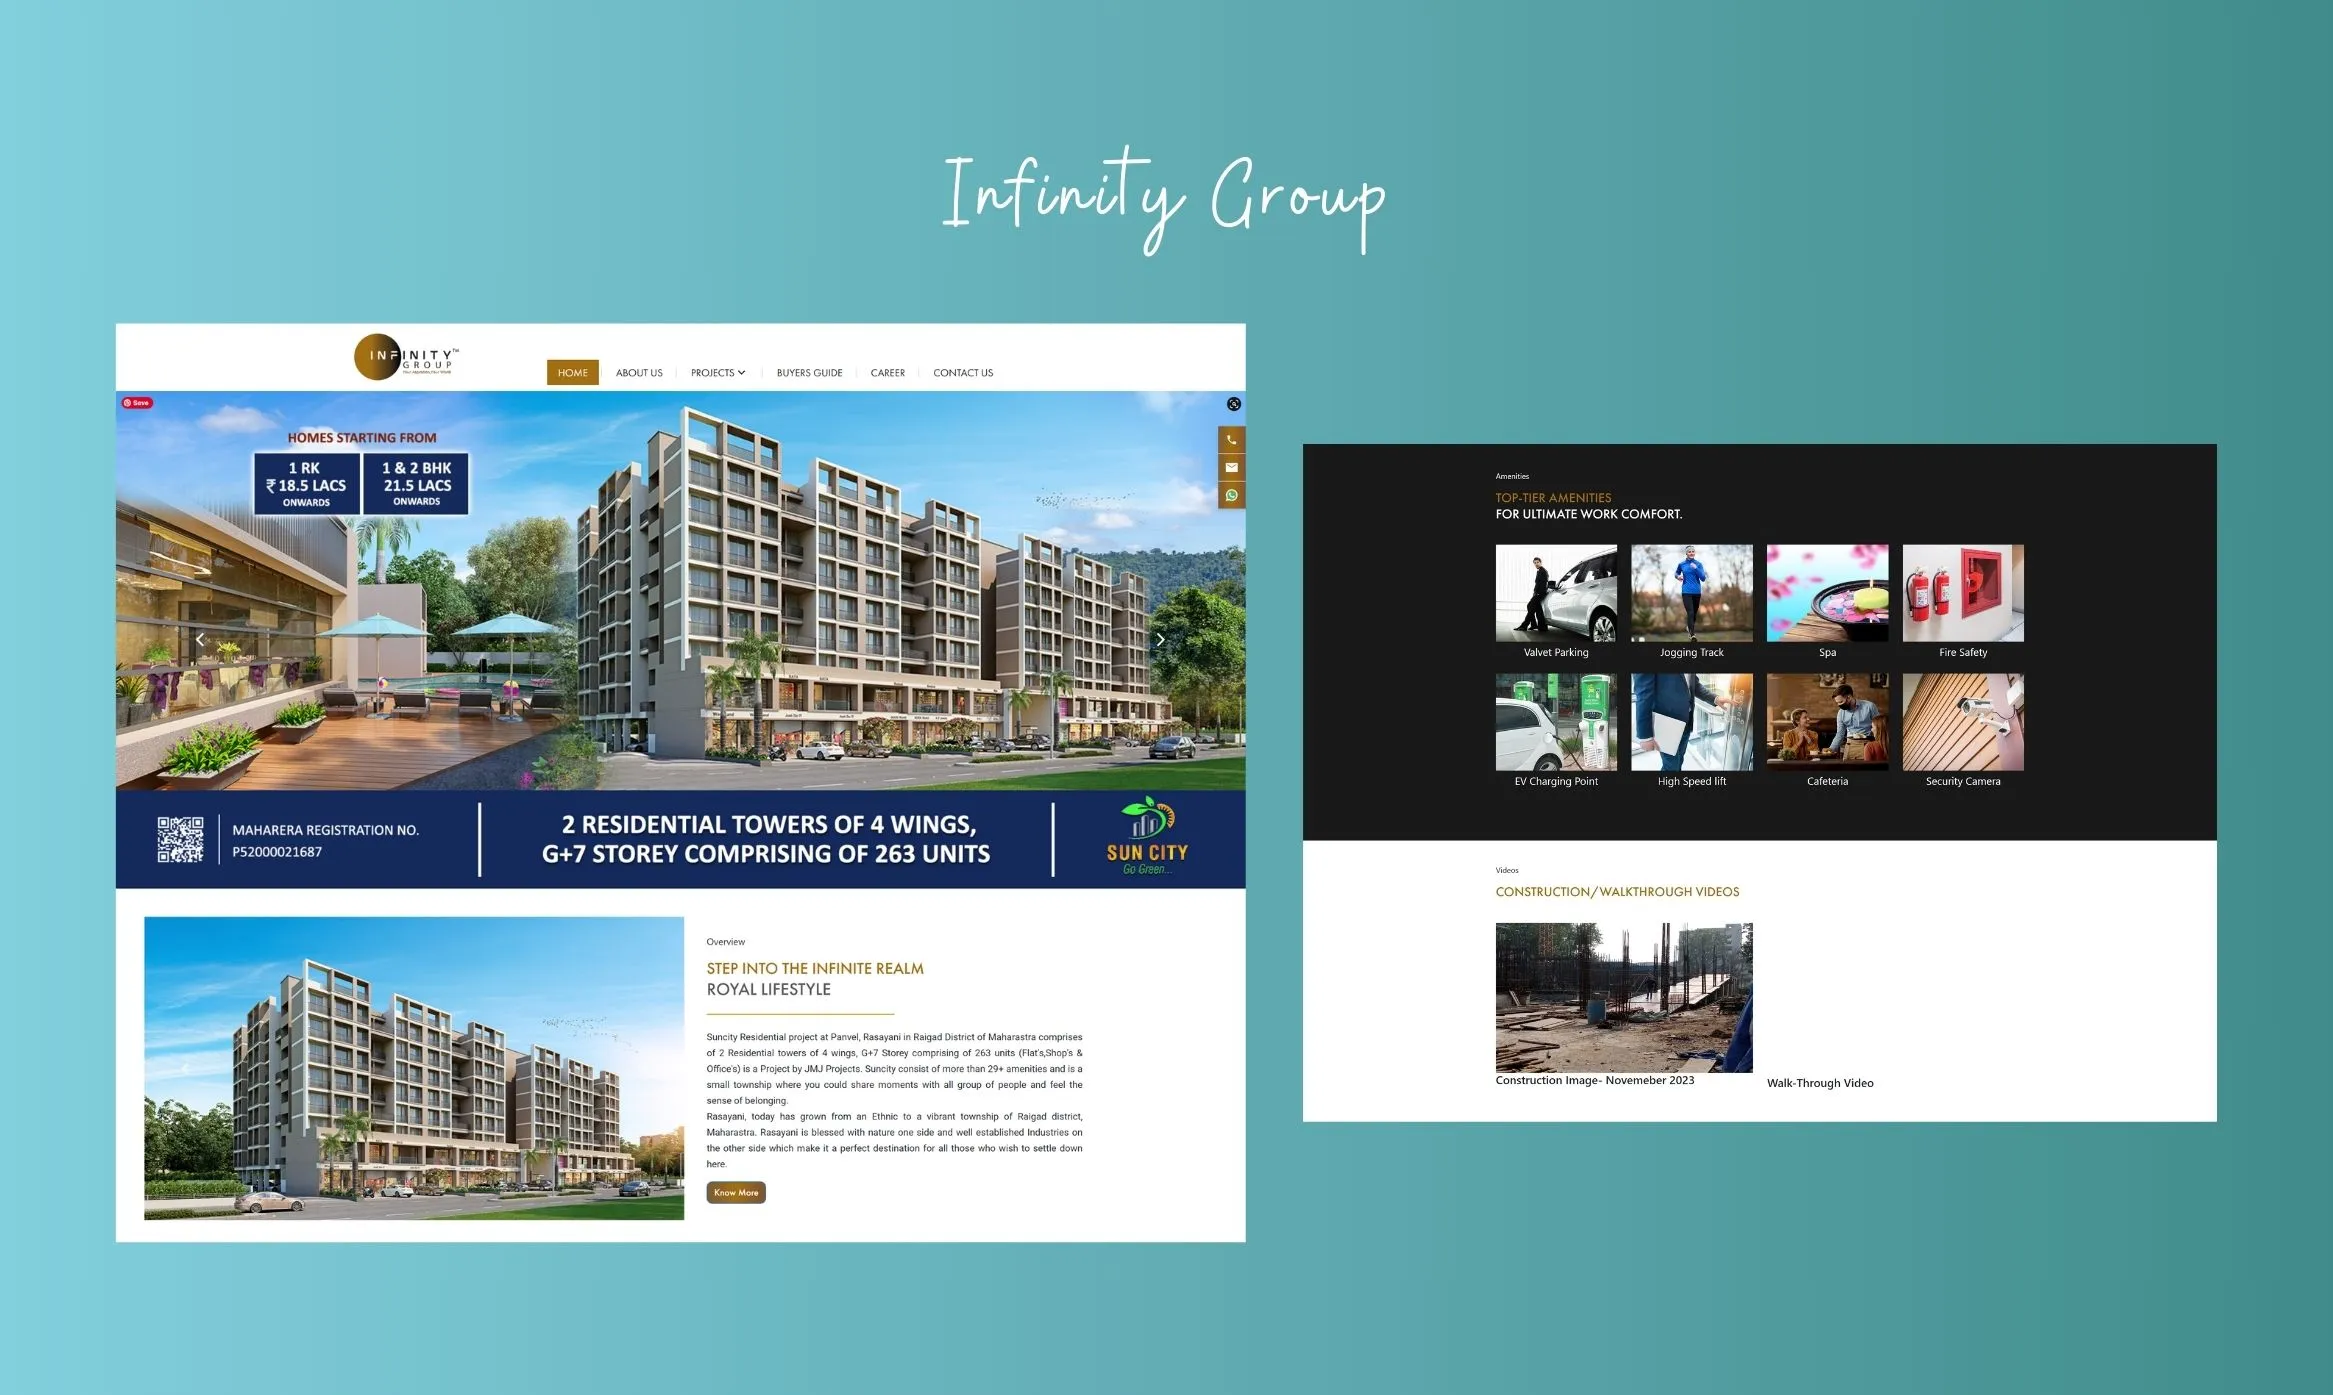 Infinity Group
INFINITY™
GROUP
HOME
ABOUT US
PROJECTS
BUYERS GUIDE
CAREER
CONTACT US
Save
HOMES STARTING FROM
1 RK
₹ 18.5 LACS
ONWARDS
1 & 2 BHK
21.5 LACS
ONWARDS
MAHARERA REGISTRATION NO.
P52000021687
2 RESIDENTIAL TOWERS OF 4 WINGS,
G+7 STOREY COMPRISING OF 263 UNITS
SUN CITY
Go Green...
Overview
STEP INTO THE INFINITE REALM
ROYAL LIFESTYLE
Suncity Residential project at Panvel, Rasayani in Raigad District of Maharastra comprises
of 2 Residential towers of 4 wings, G+7 Storey comprising of 263 units (Flat's,Shop's &
Office's) is a Project by JMJ Projects. Suncity consist of more than 29+ amenities and is a
small township where you could share moments with all group of people and feel the
sense of belonging.
Rasayani, today has grown from an Ethnic to a vibrant township of Raigad district,
Maharastra. Rasayani is blessed with nature one side and well established Industries on
the other side which make it a perfect destination for all those who wish to settle down
here.
Know More
Amenities
TOP-TIER AMENITIES
FOR ULTIMATE WORK COMFORT.
Valvet Parking
Jogging Track
Spa
Fire Safety
EV Charging Point
High Speed lift
Cafeteria
Security Camera
Videos
CONSTRUCTION/WALKTHROUGH VIDEOS
Construction Image- Novemeber 2023
Walk-Through Video